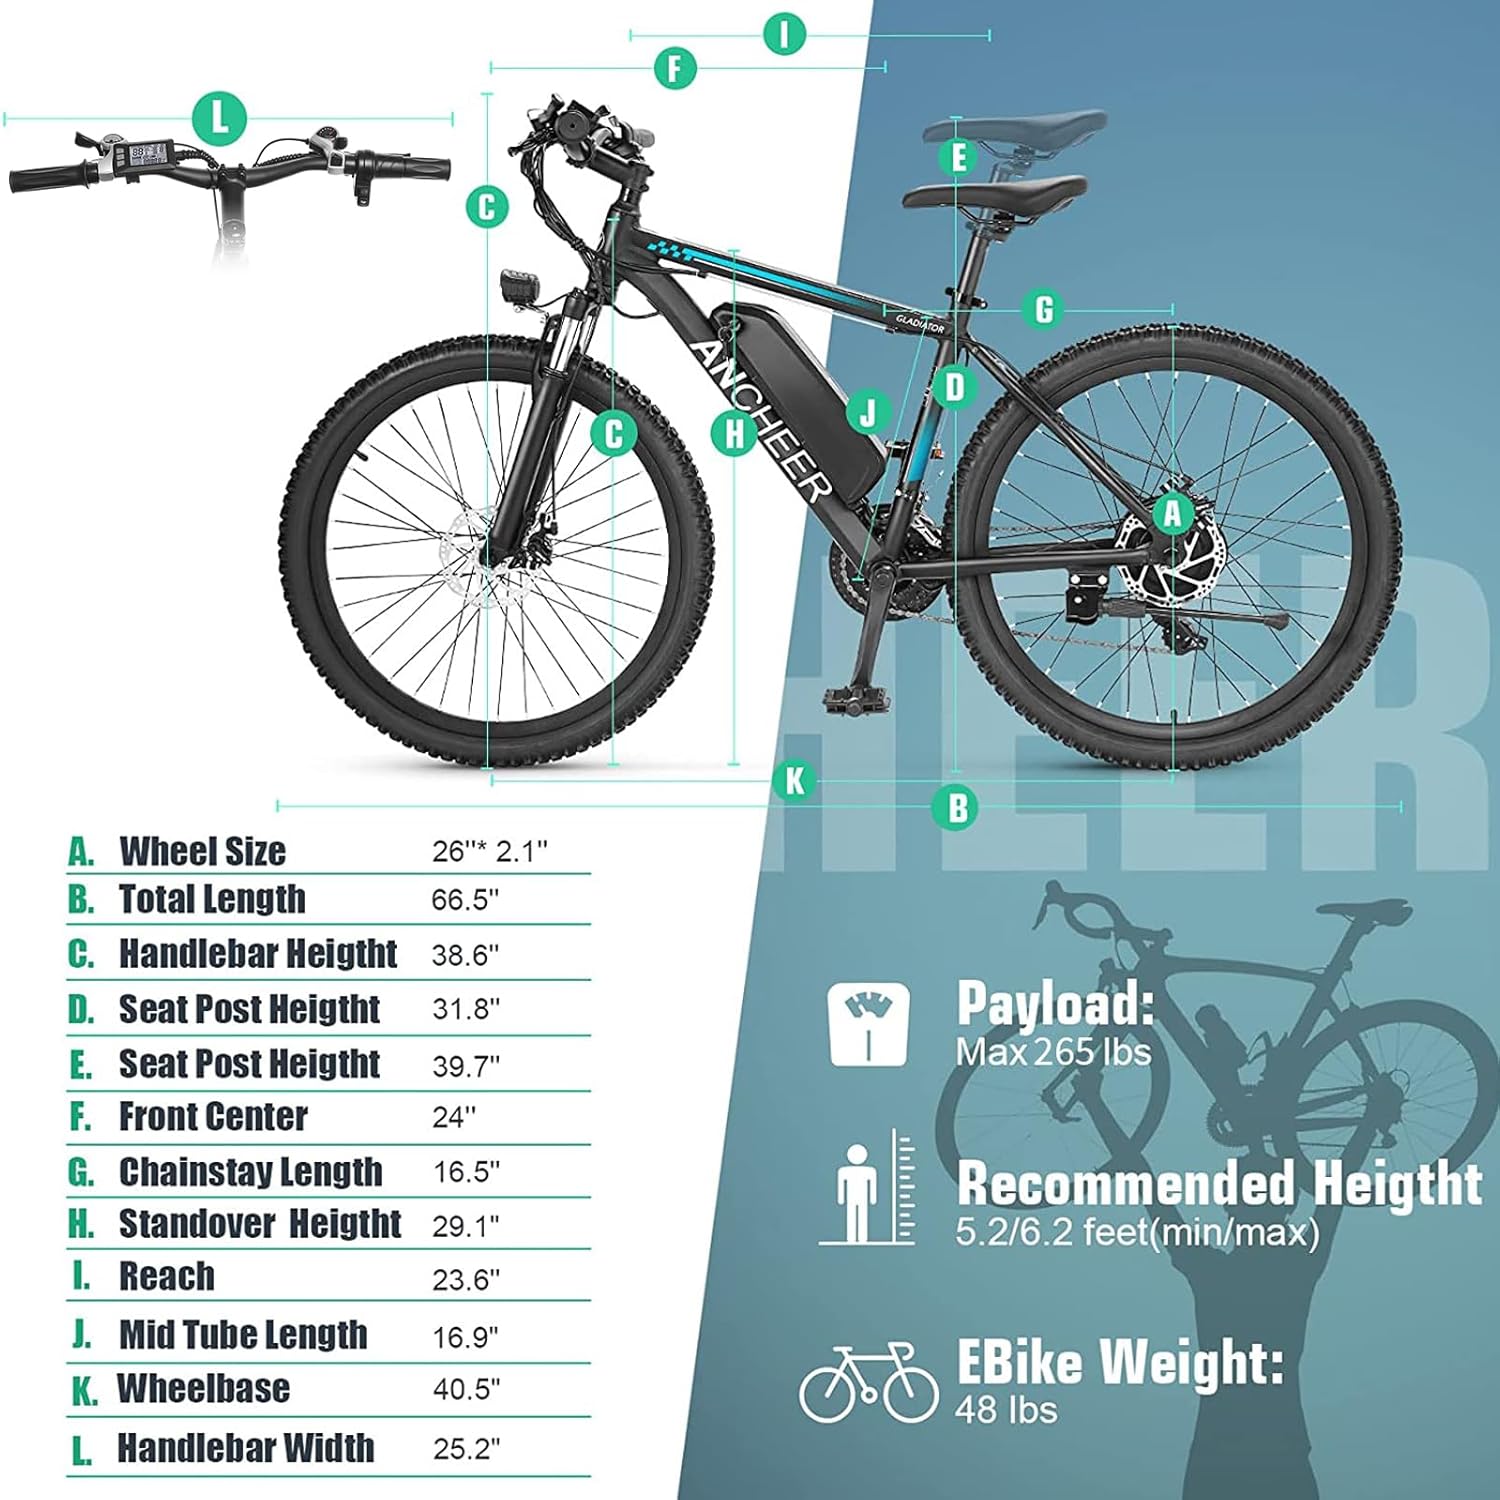 I
F
L
E
C
G
GLADIATOR
ANCHEER
D
J
C
H
A
HEER
K
B
A. Wheel Size 26"* 2.1"
B. Total Length 66.5"
C. Handlebar Heigtht 38.6"
D. Seat Post Heigtht 31.8"
E. Seat Post Heigtht 39.7"
F. Front Center 24"
G. Chainstay Length 16.5"
H. Standover Heigtht 29.1"
I. Reach 23.6"
J. Mid Tube Length 16.9"
K. Wheelbase 40.5"
L. Handlebar Width 25.2"
Payload:
Max 265 lbs
Recommended Heigtht
5.2/6.2 feet(min/max)
EBike Weight:
48 lbs